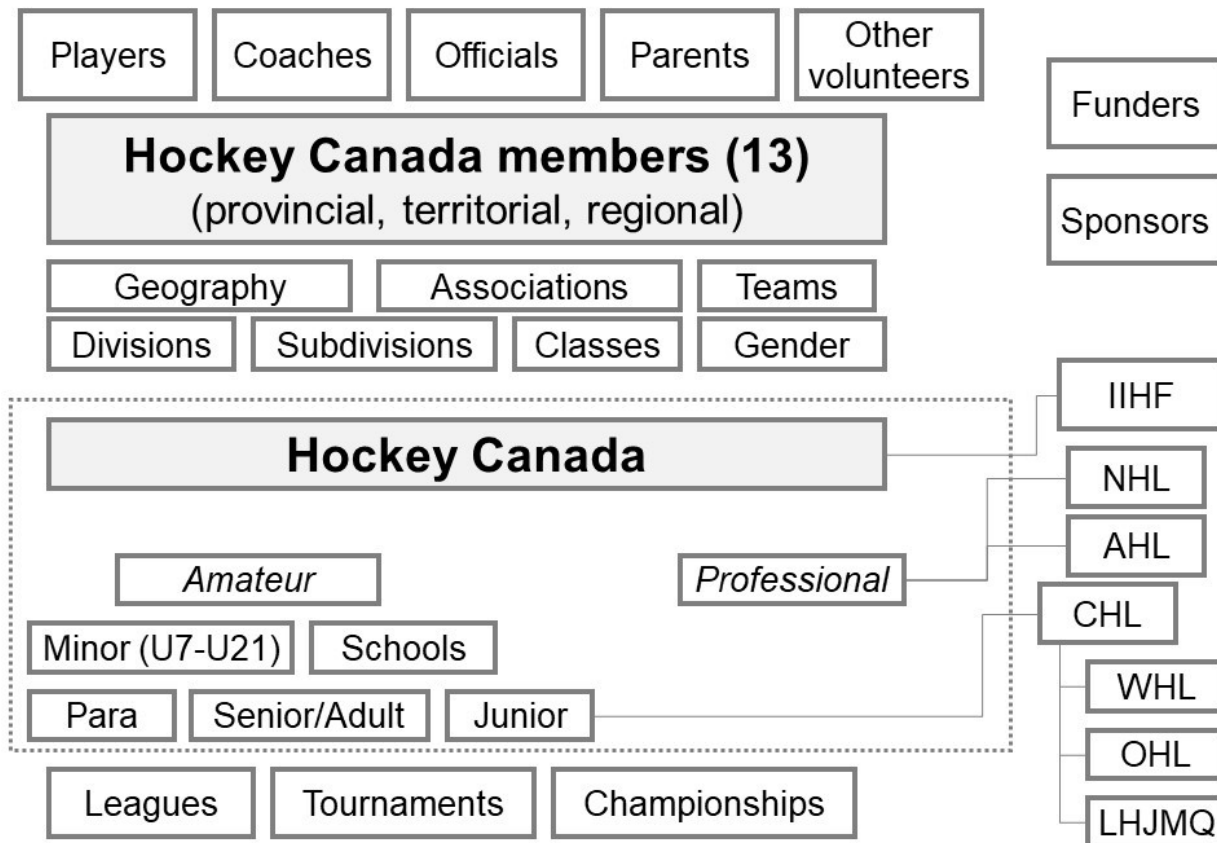 Players
Coaches
Officials
Parents
Other
volunteers
Funders
Hockey Canada members (13)
(provincial, territorial, regional)
Sponsors
Geography
Associations
Teams
Divisions
Subdivisions
Classes
Gender
IIHF
Hockey Canada
NHL
AHL
Amateur
Professional
CHL
Minor (U7-U21)
Schools
WHL
Para
Senior/Adult
Junior
OHL
Leagues
Tournaments
Championships
LHJMQ